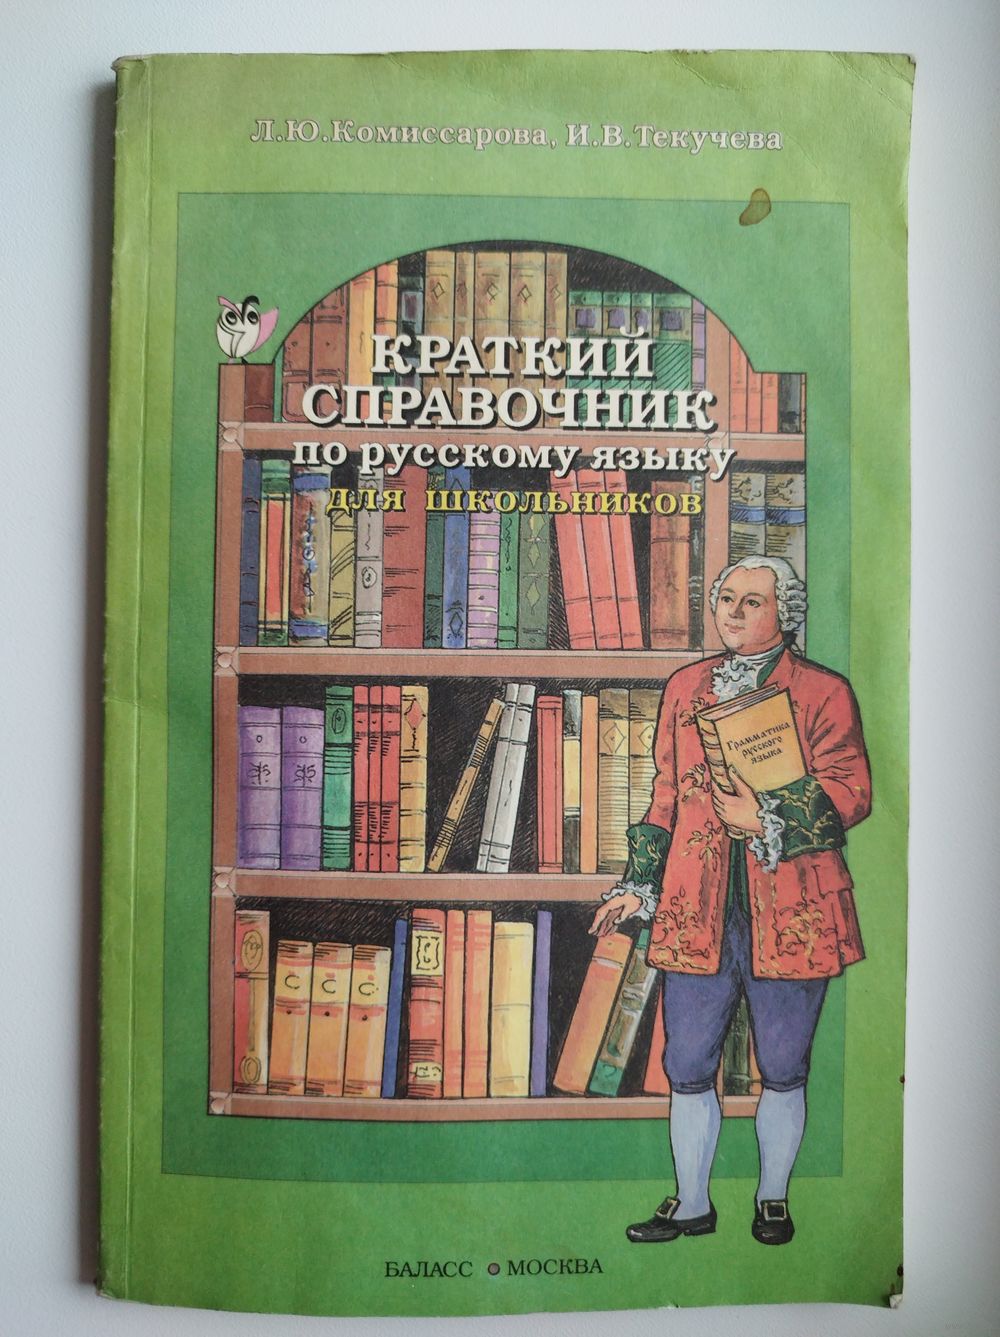 Л.Ю.Комиссарова, И.В.Текучева
КРАТКИЙ
СПРАВОЧНИК
по русскому языку
для школьников
Грамматика
русского
языка
С С С
БАЛАСС • МОСКВА